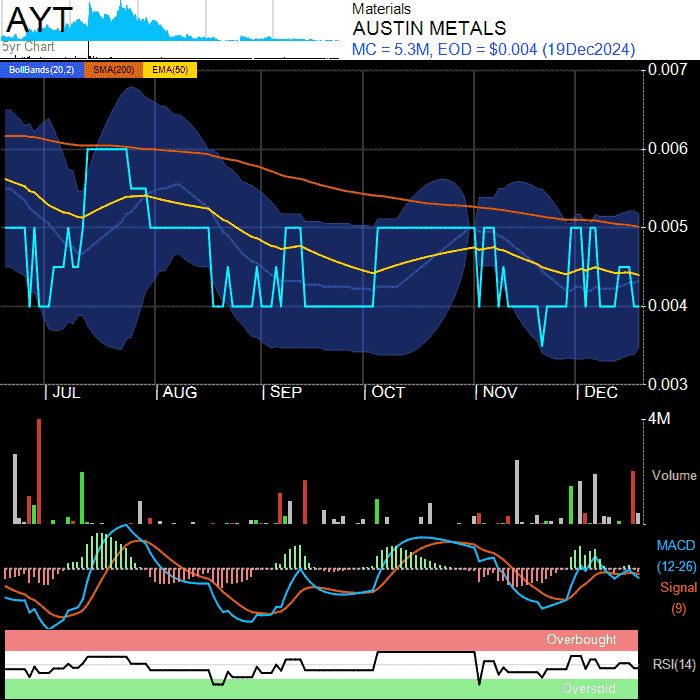 AYT
5yr Chart
Materials
AUSTIN METALS
MC = 5.3M, EOD = $0.004 (19Dec2024)
BollBands(20,2) SMA(200) EMA(50)
0.007
0.006
0.005
0.004
0.003
JUL AUG SEP OCT NOV DEC
4M
Volume
MACD
(12-26)
Signal
(9)
Overbought
RSI(14)
Oversold